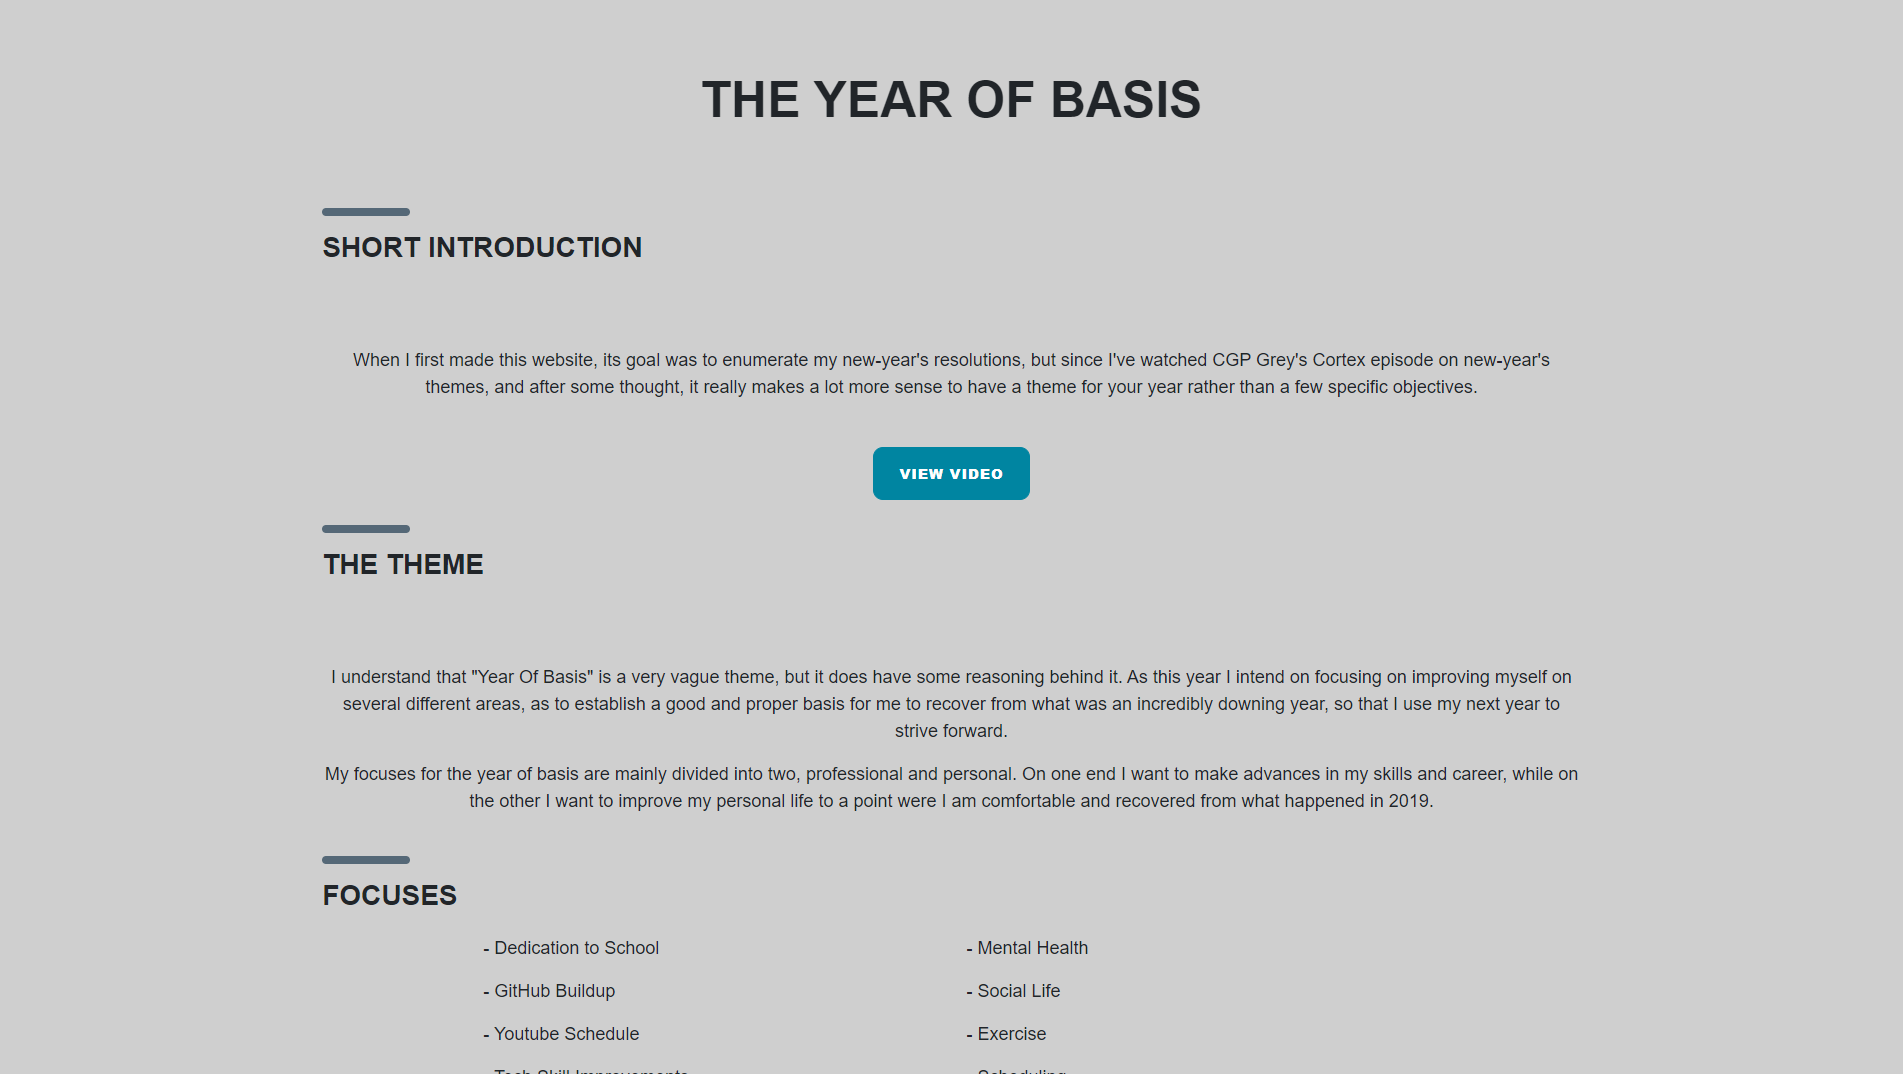 THE YEAR OF BASIS
SHORT INTRODUCTION
When I first made this website, its goal was to enumerate my new-year's resolutions, but since I've watched CGP Grey's Cortex episode on new-year's
themes, and after some thought, it really makes a lot more sense to have a theme for your year rather than a few specific objectives.
VIEW VIDEO
THE THEME
I understand that "Year Of Basis" is a very vague theme, but it does have some reasoning behind it. As this year I intend on focusing on improving myself on
several different areas, as to establish a good and proper basis for me to recover from what was an incredibly downing year, so that I use my next year to
strive forward.
My focuses for the year of basis are mainly divided into two, professional and personal. On one end I want to make advances in my skills and career, while on
the other I want to improve my personal life to a point were I am comfortable and recovered from what happened in 2019.
FOCUSES
- Dedication to School
- GitHub Buildup
- Youtube Schedule
- Tech Skill Improvements
- Mental Health
- Social Life
- Exercise
- Scheduling